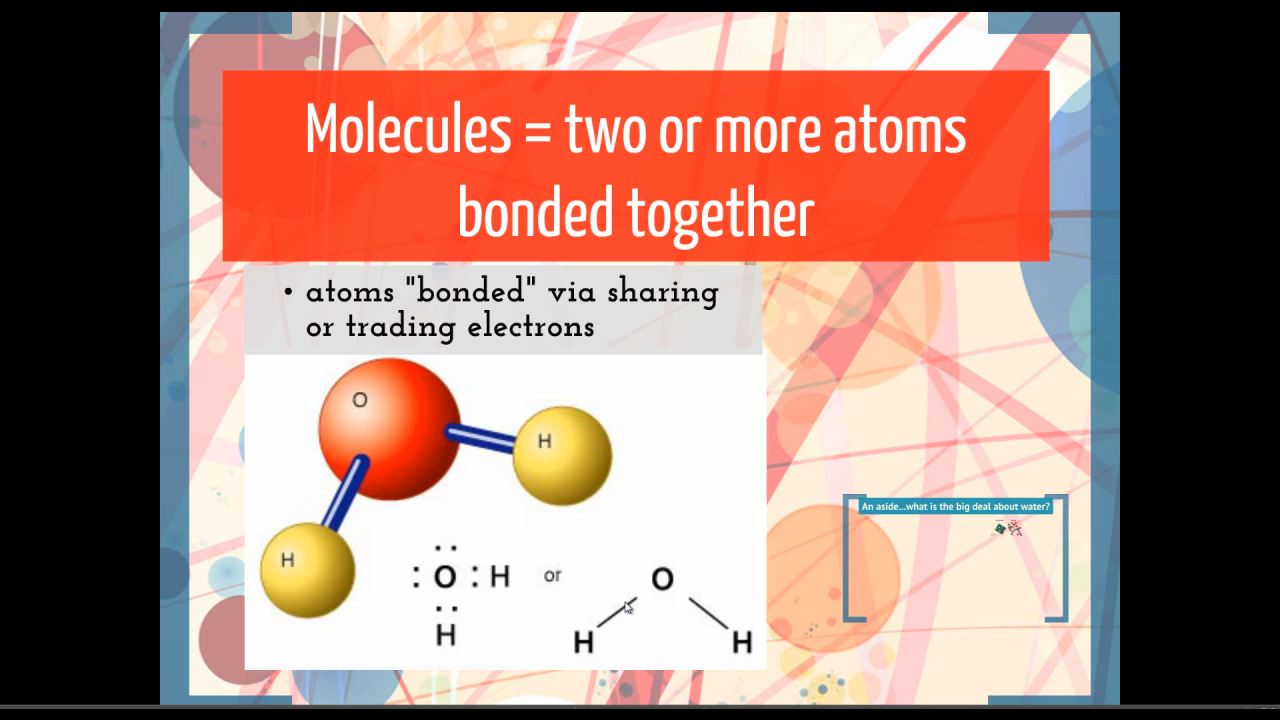 Molecules = two or more atoms
bonded together
• atoms "bonded" via sharing
or trading electrons
O
H
H
: O : H or
H
O
H H
An aside...what is the big deal about water?